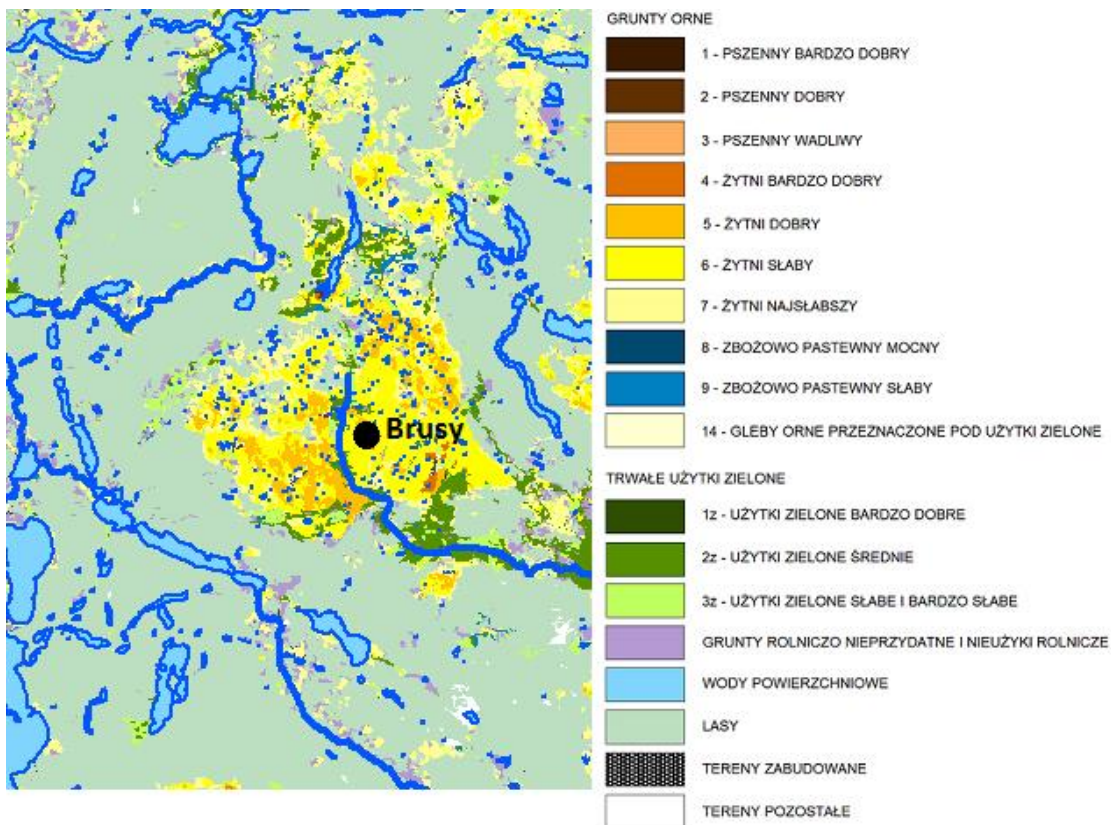 Brusy
GRUNTY ORNE
1 - PSZENNY BARDZO DOBRY
2 - PSZENNY DOBRY
3 - PSZENNY WADLIWY
4 - ŻYTNI BARDZO DOBRY
5 - ŻYTNI DOBRY
6 - ŻYTNI SŁABY
7 - ŻYTNI NAJSŁABSZY
8 - ZBOŻOWO PASTEWNY MOCNY
9 - ZBOŻOWO PASTEWNY SŁABY
14 - GLEBY ORNE PRZEZNACZONE POD UŻYTKI ZIELONE
TRWAŁE UŻYTKI ZIELONE
1z - UŻYTKI ZIELONE BARDZO DOBRE
2z - UŻYTKI ZIELONE ŚREDNIE
3z - UŻYTKI ZIELONE SŁABE I BARDZO SŁABE
GRUNTY ROLNICZO NIEPRZYDATNE I NIEUŻYKI ROLNICZE
WODY POWIERZCHNIOWE
LASY
TERENY ZABUDOWANE
TERENY POZOSTAŁE